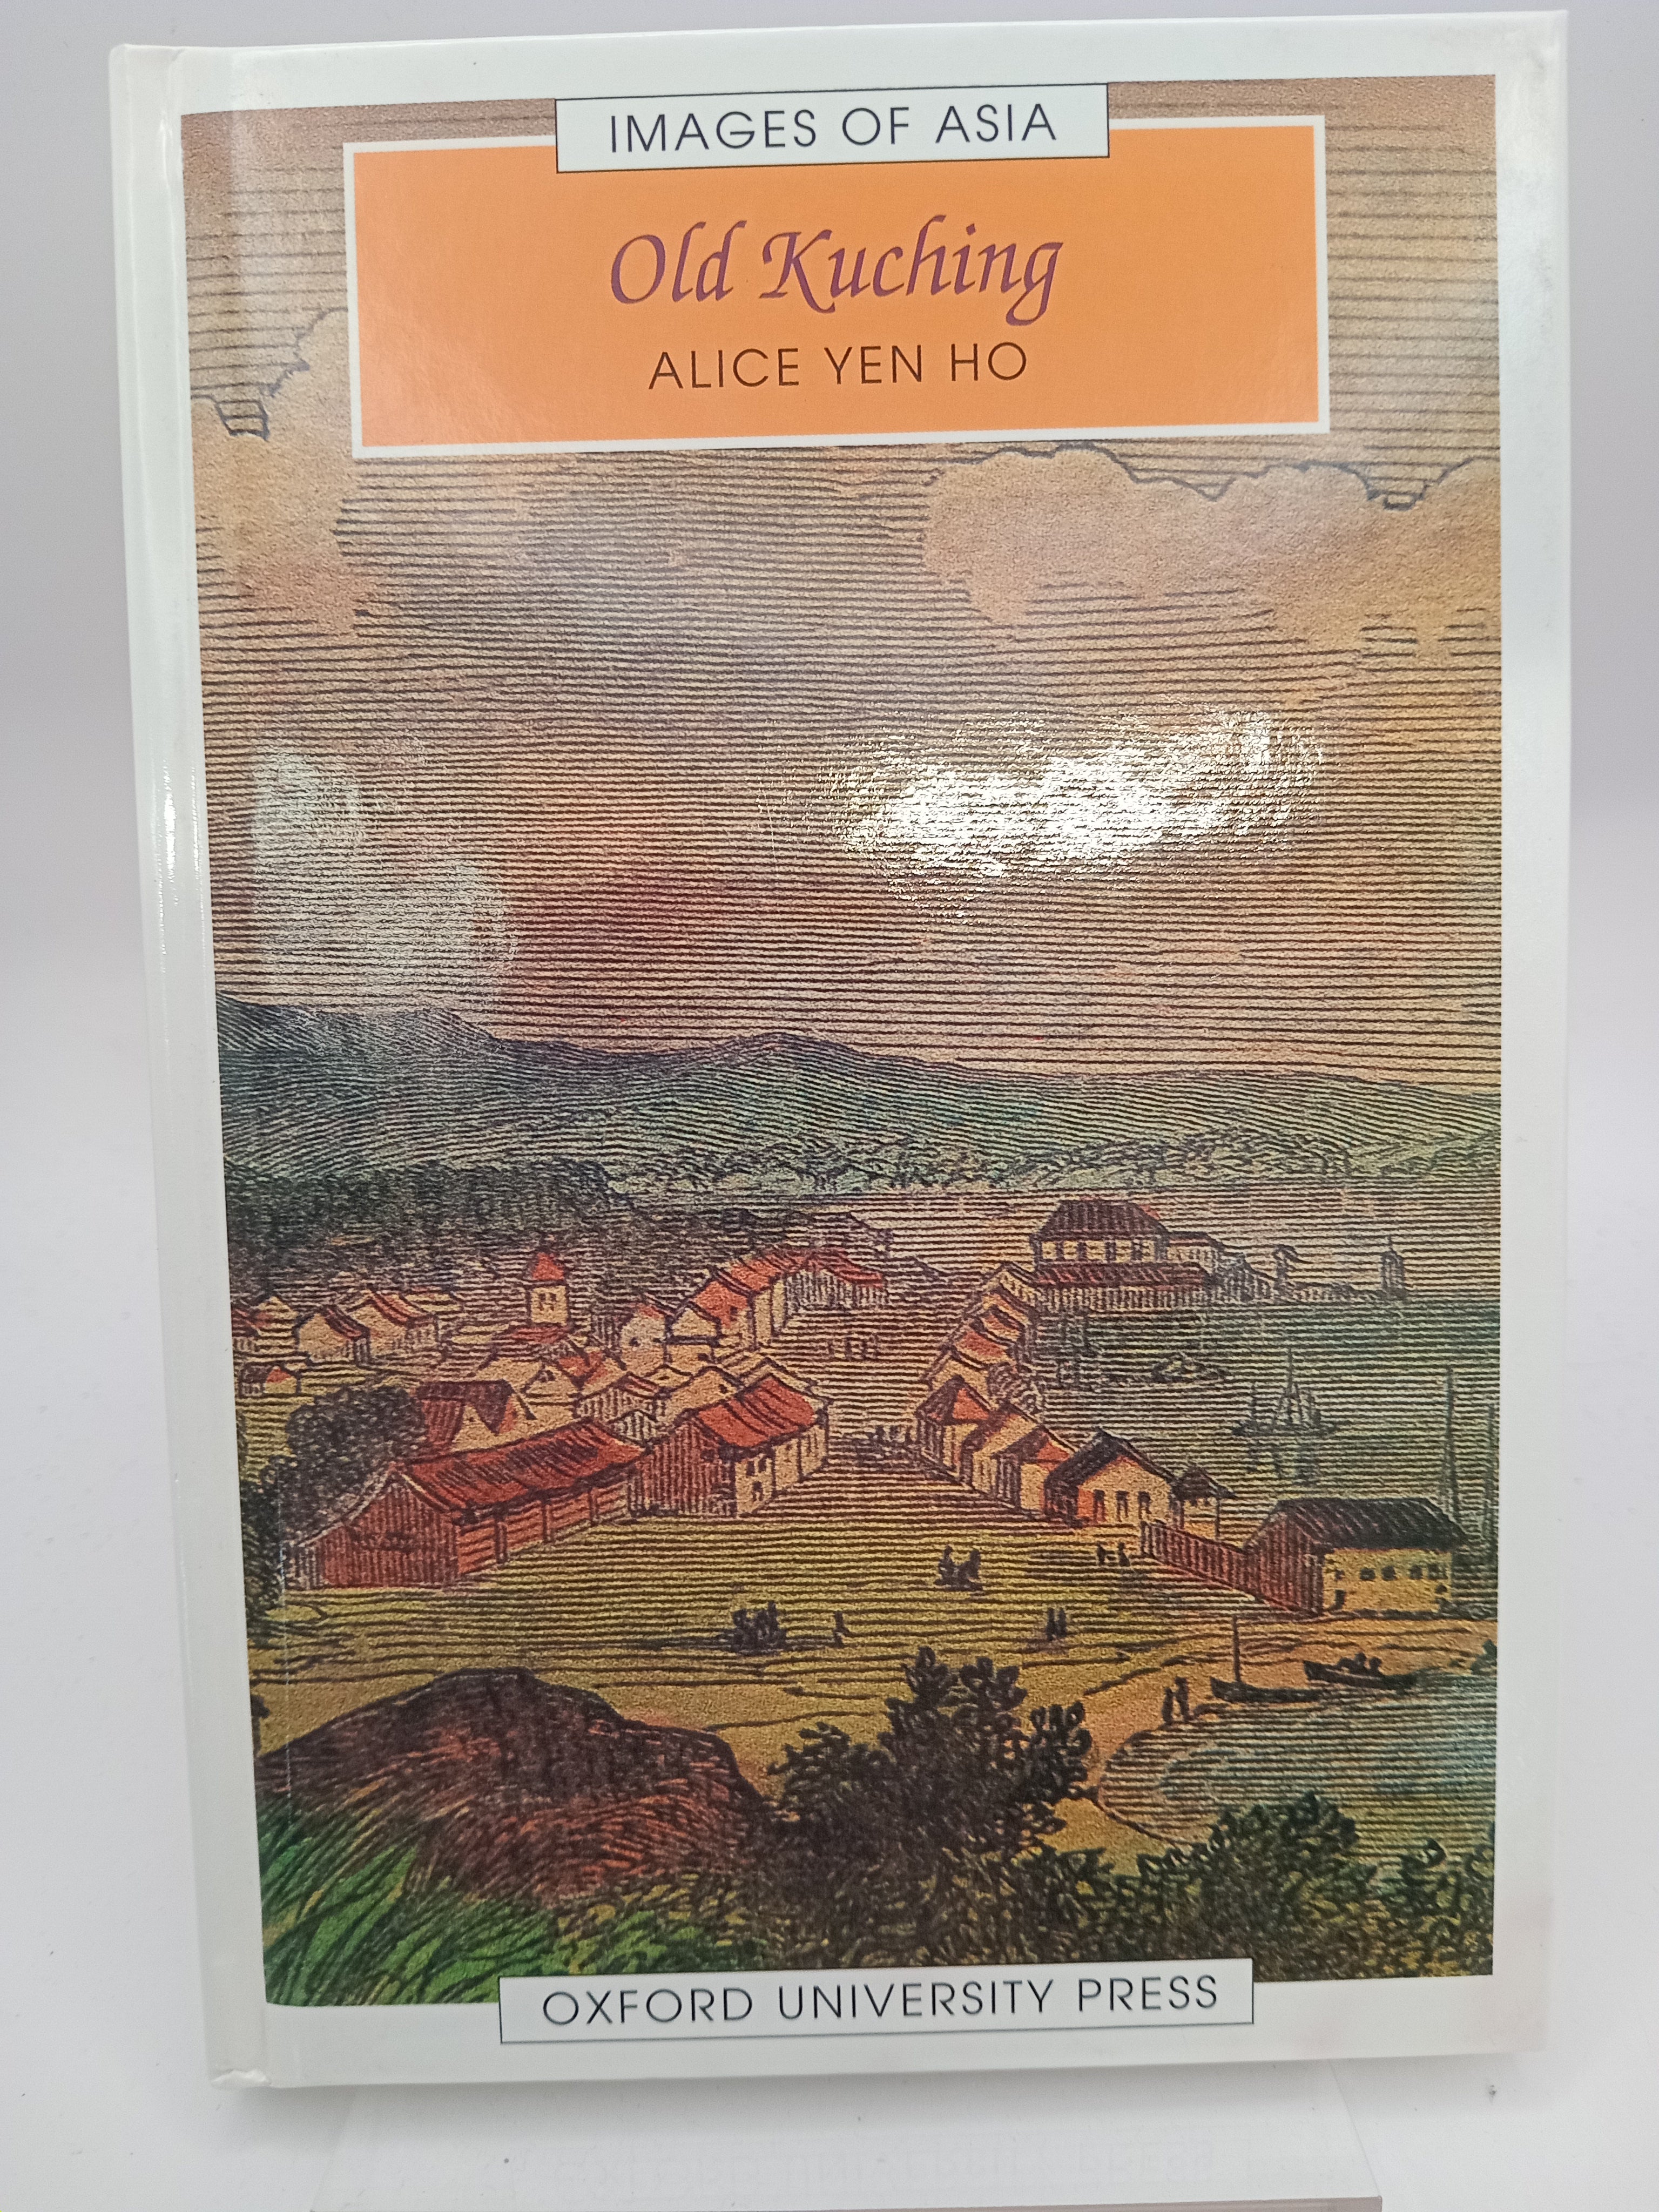 IMAGES OF ASIA
Old Kuching
ALICE YEN HO
OXFORD UNIVERSITY PRESS